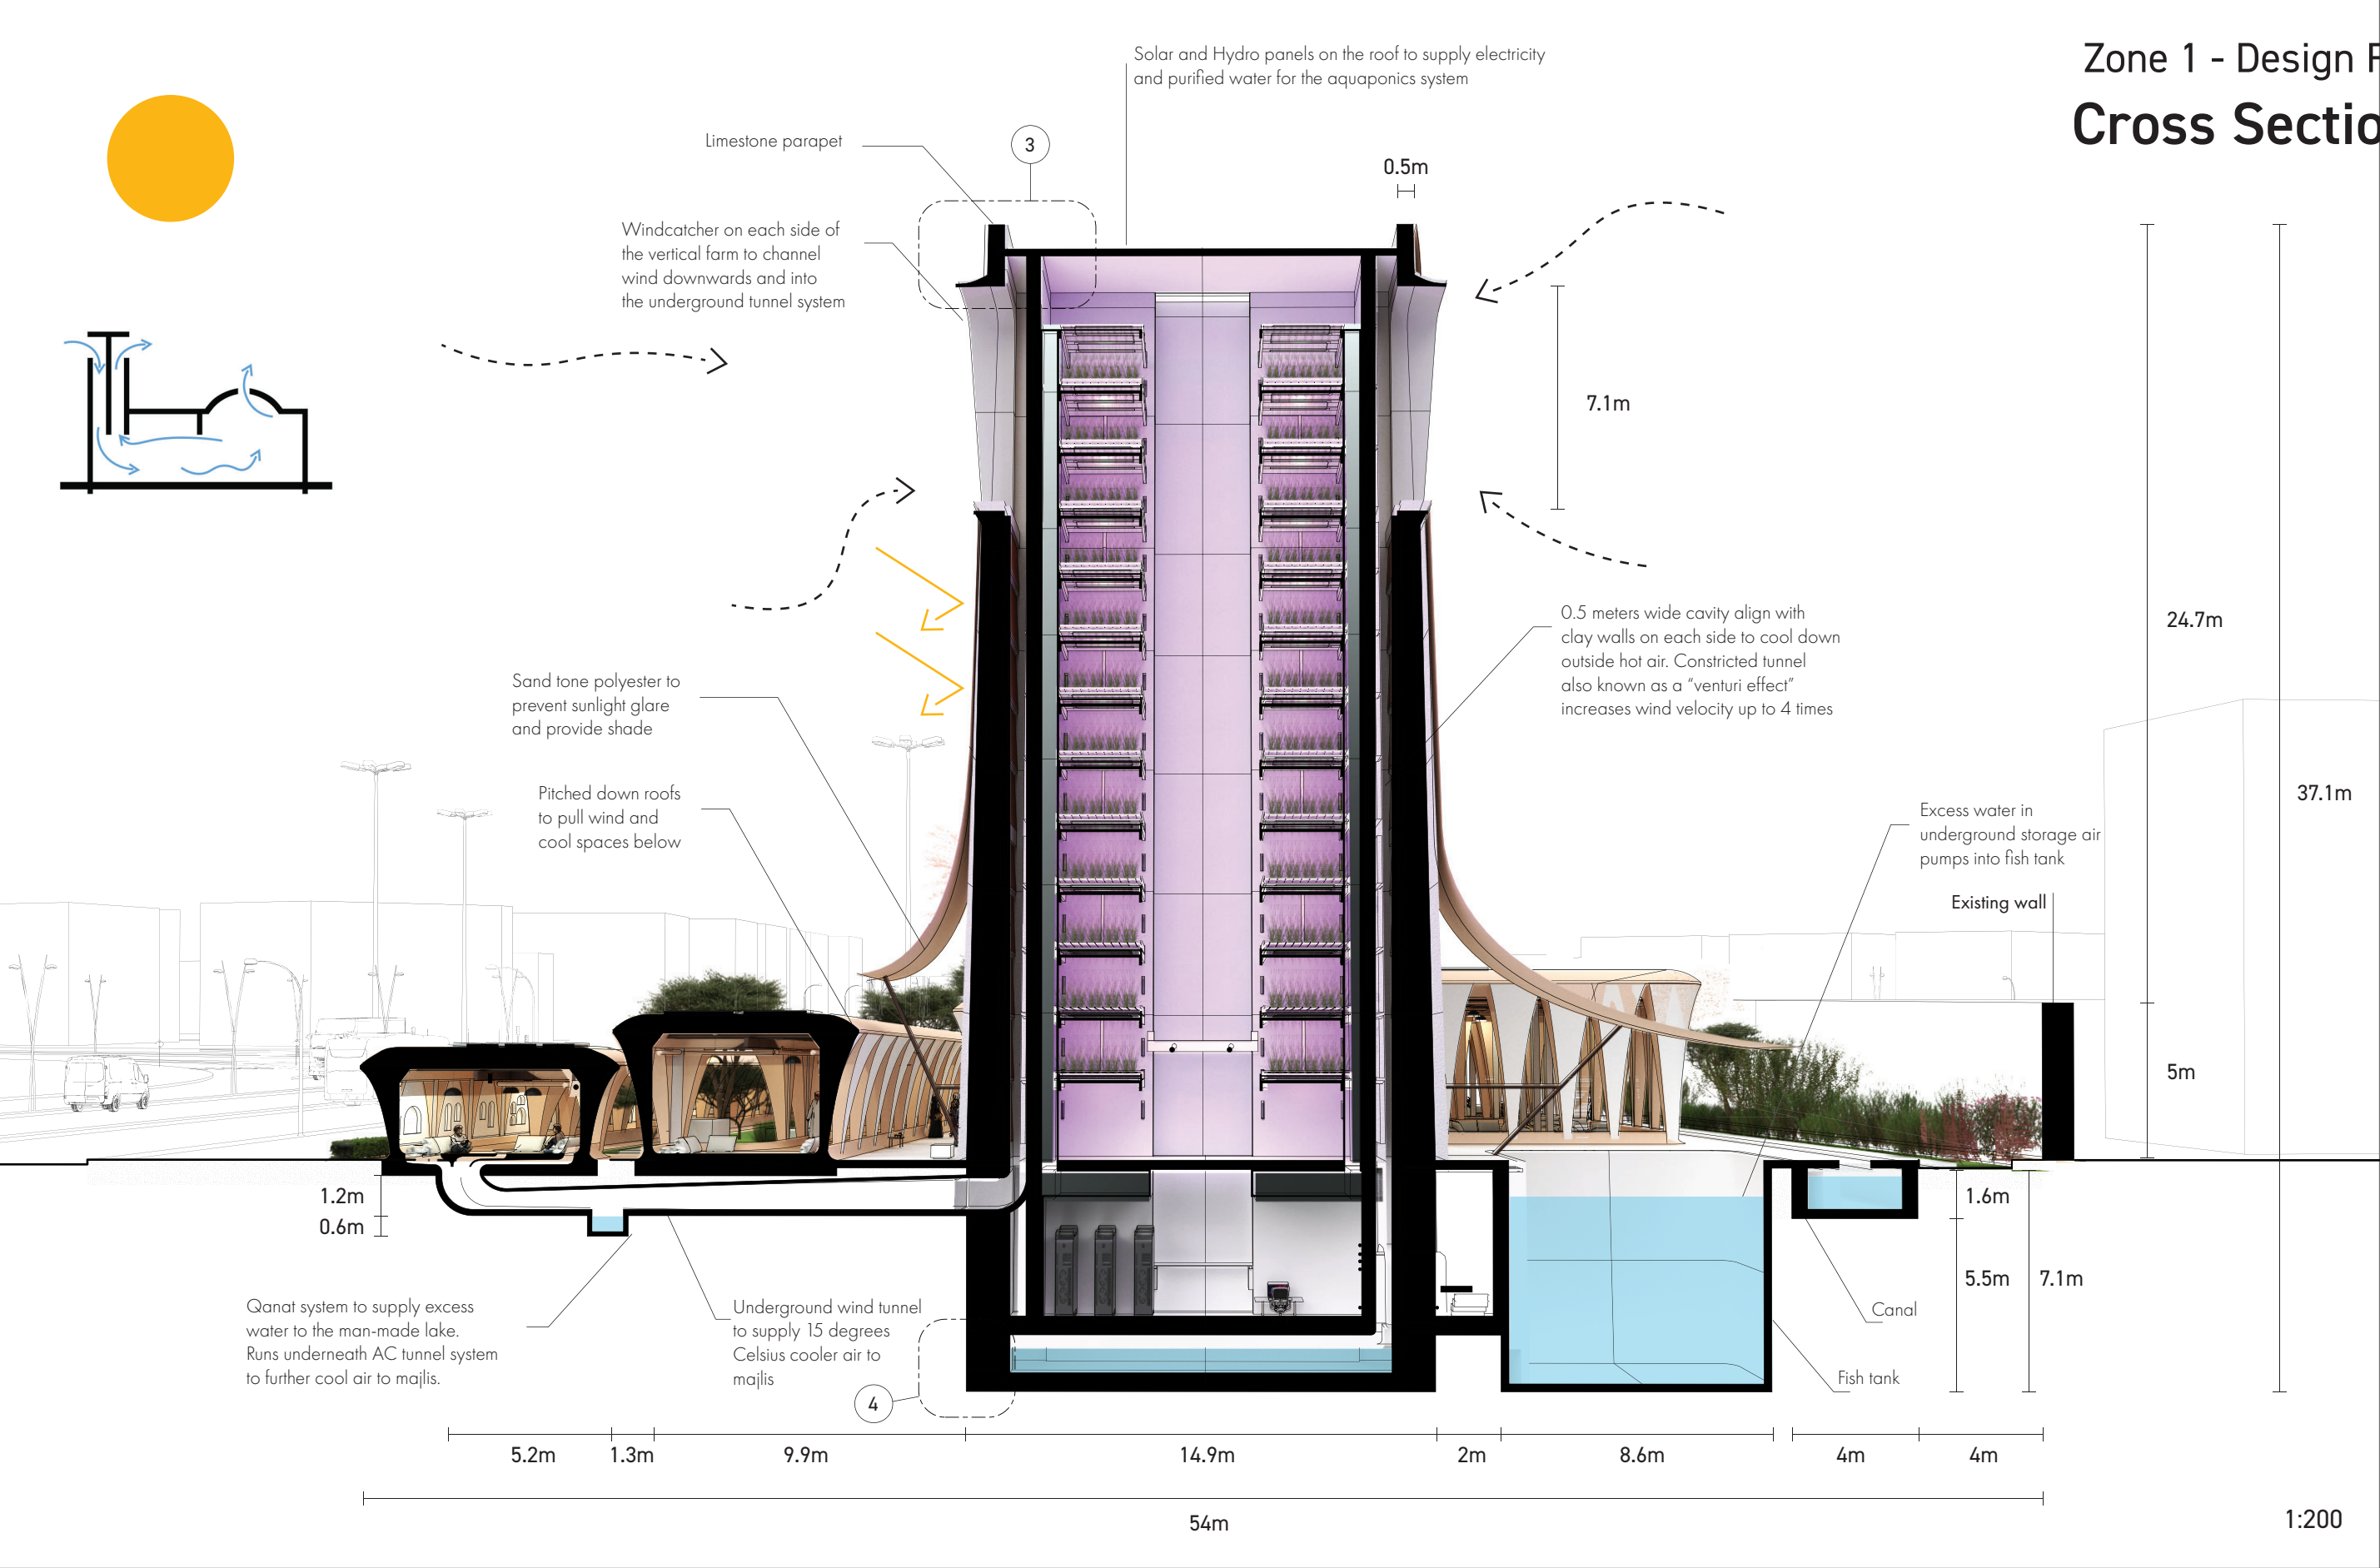 Zone 1 - Design
Cross Sectio
Solar and Hydro panels on the roof to supply electricity
and purified water for the aquaponics system
Limestone parapet
3
0.5m
Windcatcher on each side of
the vertical farm to channel
wind downwards and into
the underground tunnel system
7.1m
24.7m
37.1m
0.5 meters wide cavity align with
clay walls on each side to cool down
outside hot air. Constricted tunnel
also known as a “venturi effect”
increases wind velocity up to 4 times
Sand tone polyester to
prevent sunlight glare
and provide shade
Pitched down roofs
to pull wind and
cool spaces below
Excess water in
underground storage air
pumps into fish tank
Existing wall
5m
1.2m
0.6m
1.6m
5.5m
7.1m
Qanat system to supply excess
water to the man-made lake.
Runs underneath AC tunnel system
to further cool air to majlis.
Underground wind tunnel
to supply 15 degrees
Celsius cooler air to
majlis
4
Canal
Fish tank
5.2m
1.3m
9.9m
14.9m
2m
8.6m
4m
4m
54m
1:200